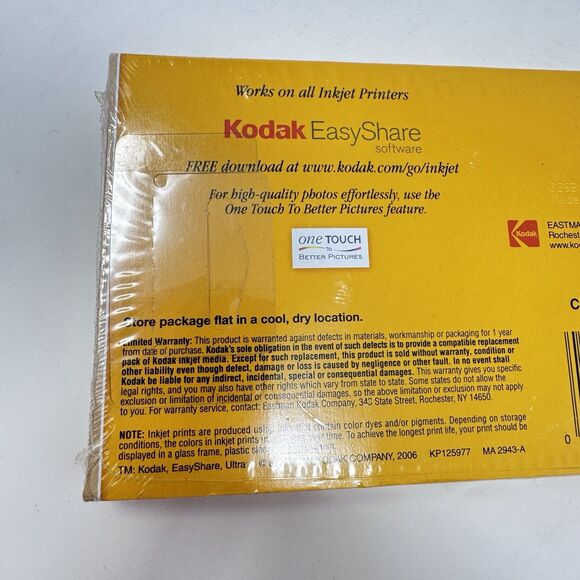 Works on all Inkjet Printers
Kodak EasyShare
software
FREE download at www.kodak.com/go/inkjet
For high-quality photos effortlessly, use the
One Touch To Better Pictures feature.
one TOUCH
TO
BETTER PICTURES
Kodak
EASTMA
Rochest
www.ko
Store package flat in a cool, dry location.
C
Limited Warranty: This product is warranted against defects in materials, workmanship or packaging for 1 year
from date of purchase. Kodak's sole obligation in the event of such defects is to provide a compatible replacement
pack of Kodak inkjet media. Except for such replacement, this product is sold without warranty, condition or
other liability even though defect, damage or loss is caused by negligence or other fault. In no event shall
Kodak be liable for any indirect, incidental, special or consequential damages. This warranty gives you specific
legal rights, and you may also have other rights which vary from state to state. Some states do not allow the
exclusion or limitation of incidental or consequential damages, so the above limitation or exclusion may not apply
to you. For warranty service, contact: Eastman Kodak Company, 343 State Street, Rochester, NY 14650.
NOTE: Inkjet prints are produced using inks that contain color dyes and/or pigments. Depending on storage
conditions, the colors in inkjet prints over time. To achieve the longest print life, your print should be
displayed in a glass frame, plastic
TM: Kodak, EasyShare, Ultra © KODAK COMPANY, 2006 KP125977 MA 2943-A
0